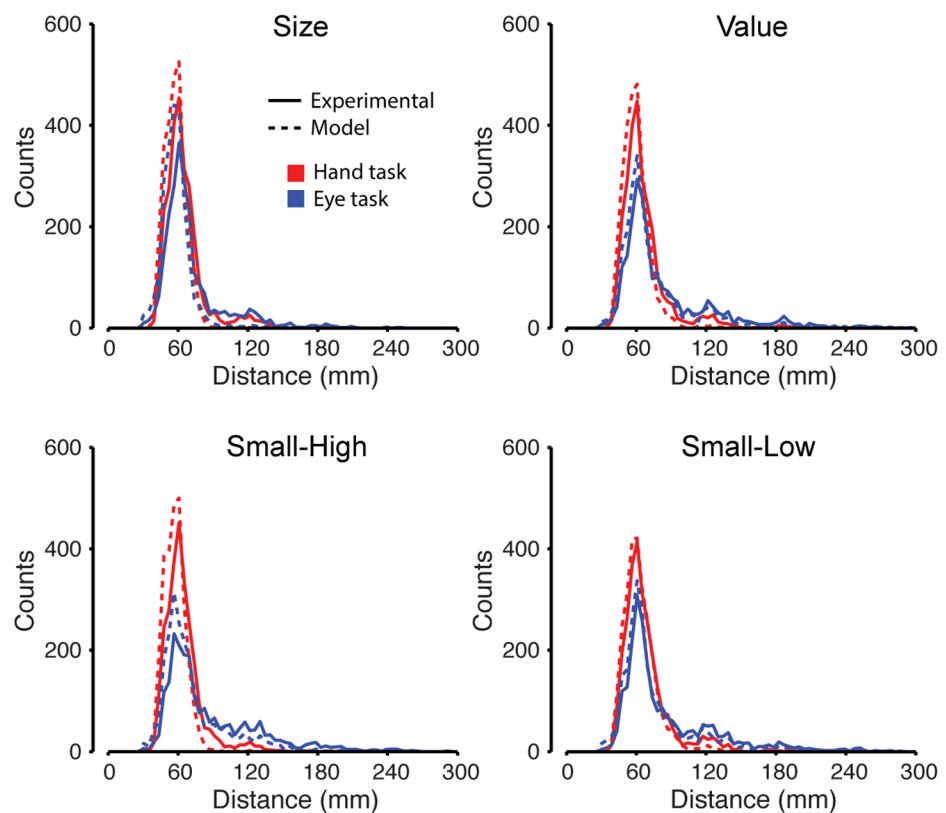 Size
600
400
200
0
Counts
0 60 120 180 240 300
Distance (mm)
Experimental
Model
Hand task
Eye task
Value
600
400
200
0
Counts
0 60 120 180 240 300
Distance (mm)
Small-High
600
400
200
0
Counts
0 60 120 180 240 300
Distance (mm)
Small-Low
600
400
200
0
Counts
0 60 120 180 240 300
Distance (mm)